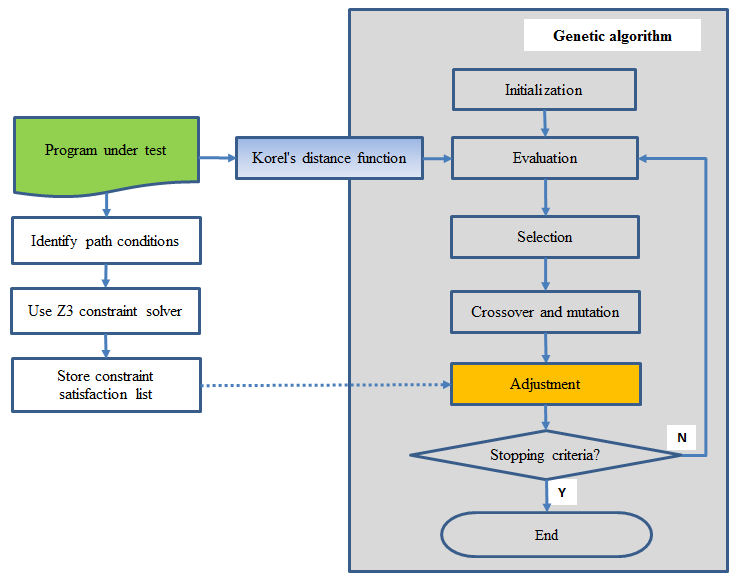 Genetic algorithm
Initialization
Program under test
Korel's distance function
Evaluation
Identify path conditions
Selection
Use Z3 constraint solver
Crossover and mutation
Store constraint
satisfaction list
Adjustment
Stopping criteria?
N
Y
End